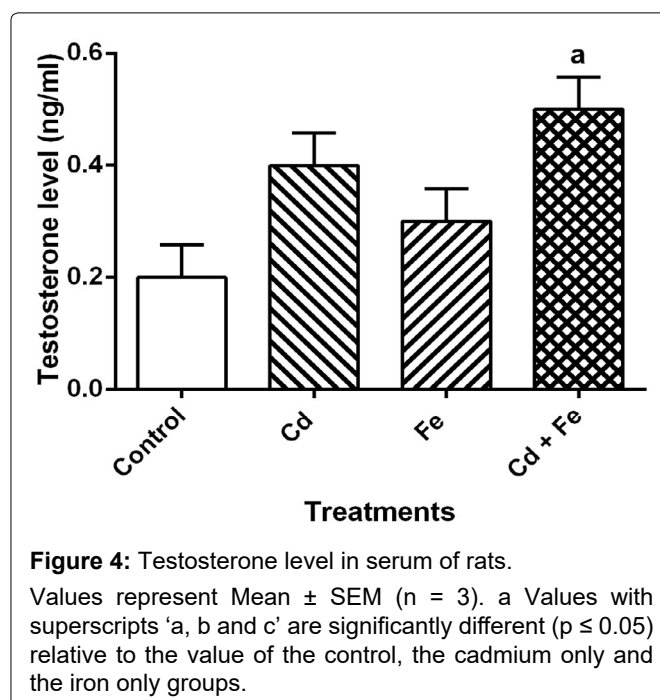 0.6
a
0.4
0.2
0.0
Testosterone level (ng/ml)
Control
Cd
Fe
Cd + Fe
Treatments
Figure 4: Testosterone level in serum of rats.
Values represent Mean ± SEM (n = 3). a Values with
superscripts ‘a, b and c’ are significantly different (p ≤ 0.05)
relative to the value of the control, the cadmium only and
the iron only groups.